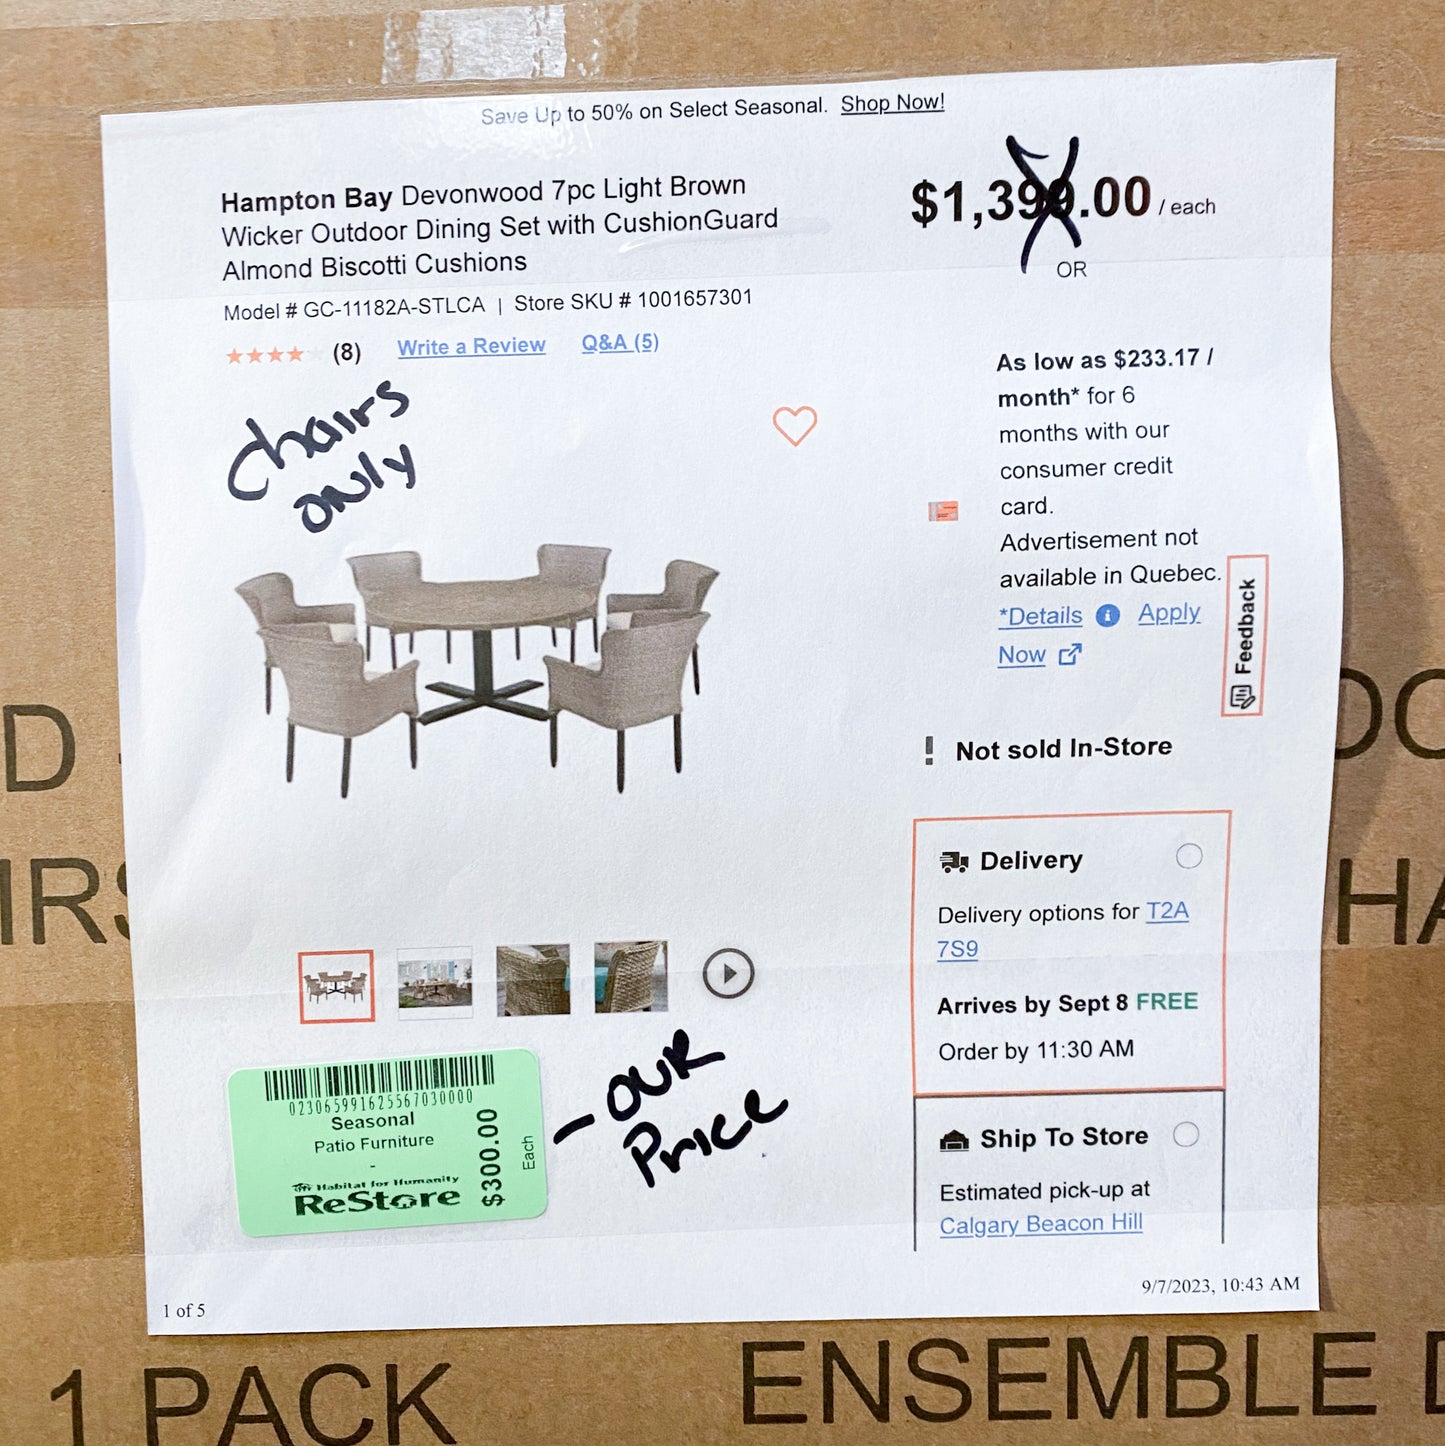 Save Up to 50% on Select Seasonal. Shop Now!
Hampton Bay Devonwood 7pc Light Brown
Wicker Outdoor Dining Set with CushionGuard
Almond Biscotti Cushions
Model # GC-11182A-STLCA | Store SKU # 1001657301
(8) Write a Review Q&A (5)
$1,399.00 / each
OR
As low as $233.17 /
month* for 6
months with our
consumer credit
card.
Advertisement not
available in Quebec.
*Details Apply
Now
Feedback
chairs
only
Not sold In-Store
Delivery
Delivery options for T2A
7S9
Arrives by Sept 8 FREE
Order by 11:30 AM
Ship To Store
Estimated pick-up at
Calgary Beacon Hill
023065991625567030000
Seasonal
Patio Furniture
-
Habitat for Humanity
ReStore
$300.00
Each
- OUR
Price
9/7/2023, 10:43 AM
1 of 5
1 PACK
ENSEMBLE D